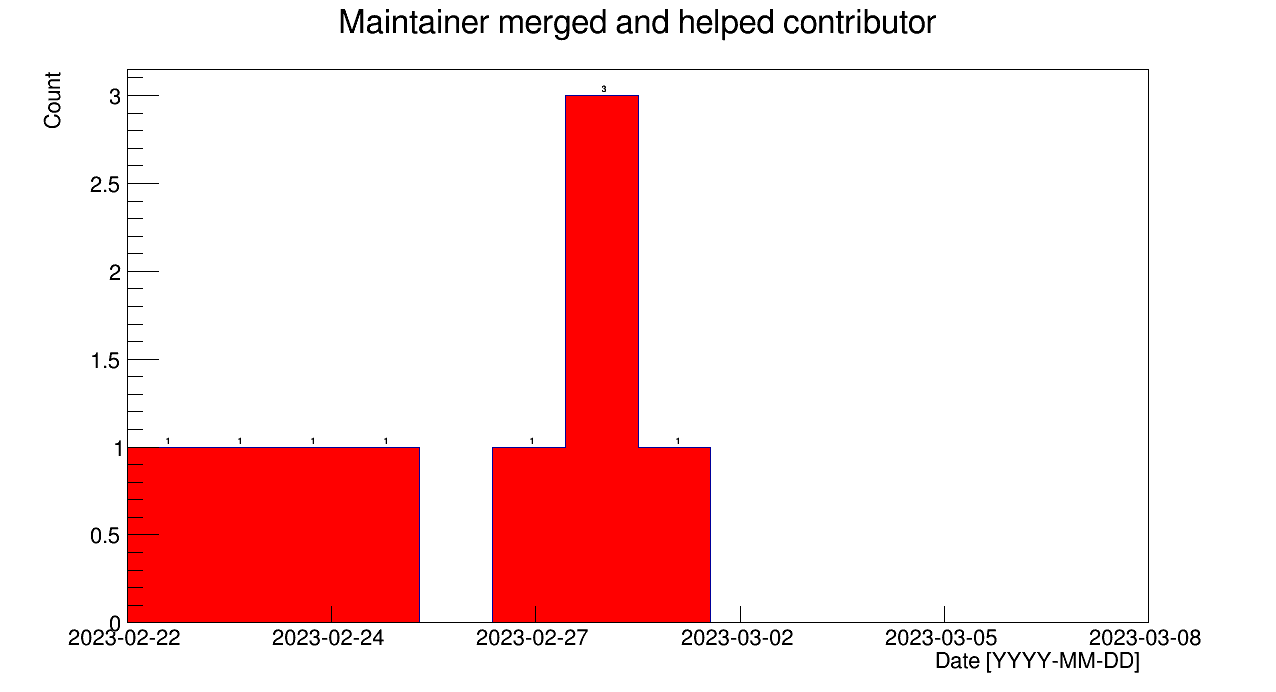 Maintainer merged and helped contributor
Count
3
3
2.5
2
1.5
1
1 1 1 1 1 1
0.5
0
2023-02-22 2023-02-24 2023-02-27 2023-03-02 2023-03-05 2023-03-08
Date [YYYY-MM-DD]